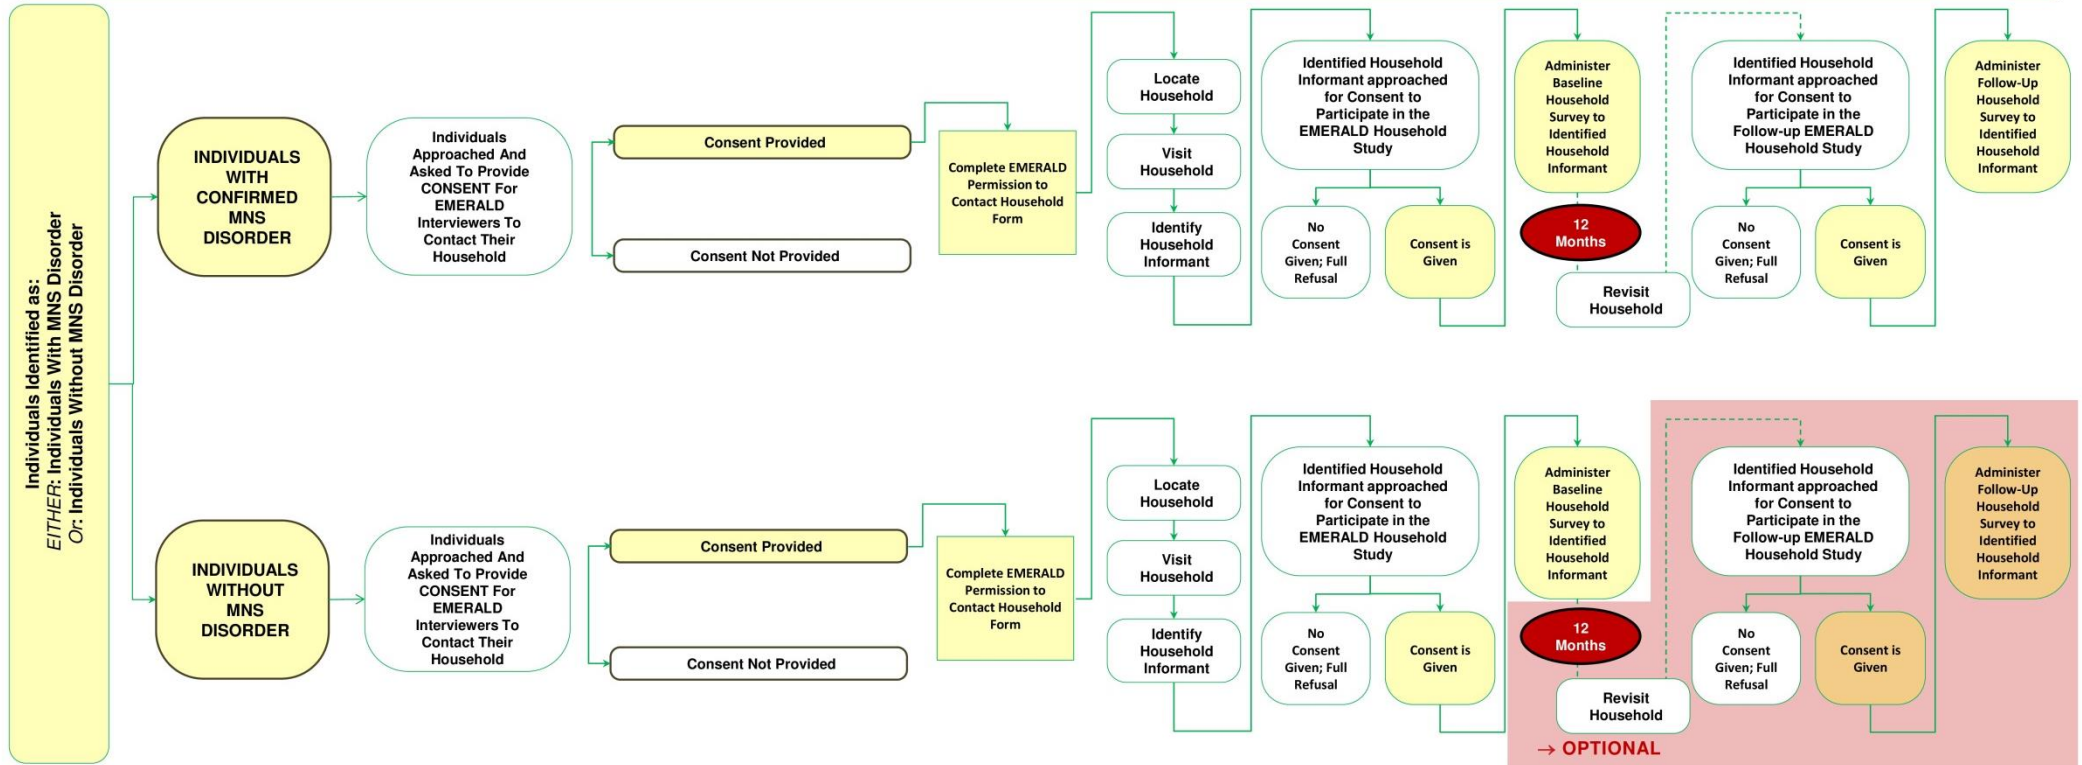 Individuals Identified as:
EITHER: Individuals With MNS Disorder
Or: Individuals Without MNS Disorder
INDIVIDUALS
WITH
CONFIRMED
MNS
DISORDER
Individuals
Approached And
Asked To Provide
CONSENT For
EMERALD
Interviewers To
Contact Their
Household
Consent Provided
Consent Not Provided
Complete EMERALD
Permission to
Contact Household
Form
Locate
Household
Visit
Household
Identify
Household
Informant
Identified Household
Informant approached
for Consent to
Participate in the
EMERALD Household
Study
No
Consent
Given; Full
Refusal
Consent is
Given
Administer
Baseline
Household
Survey to
Identified
Household
Informant
12
Months
Revisit
Household
Identified Household
Informant approached
for Consent to
Participate in the
Follow-up EMERALD
Household Study
No
Consent
Given; Full
Refusal
Consent is
Given
Administer
Follow-Up
Household
Survey to
Identified
Household
Informant
INDIVIDUALS
WITHOUT
MNS
DISORDER
Individuals
Approached And
Asked To Provide
CONSENT For
EMERALD
Interviewers To
Contact Their
Household
Consent Provided
Consent Not Provided
Complete EMERALD
Permission to
Contact Household
Form
Locate
Household
Visit
Household
Identify
Household
Informant
Identified Household
Informant approached
for Consent to
Participate in the
EMERALD Household
Study
No
Consent
Given; Full
Refusal
Consent is
Given
Administer
Baseline
Household
Survey to
Identified
Household
Informant
12
Months
Revisit
Household
Identified Household
Informant approached
for Consent to
Participate in the
Follow-up EMERALD
Household Study
No
Consent
Given; Full
Refusal
Consent is
Given
Administer
Follow-Up
Household
Survey to
Identified
Household
Informant
→ OPTIONAL